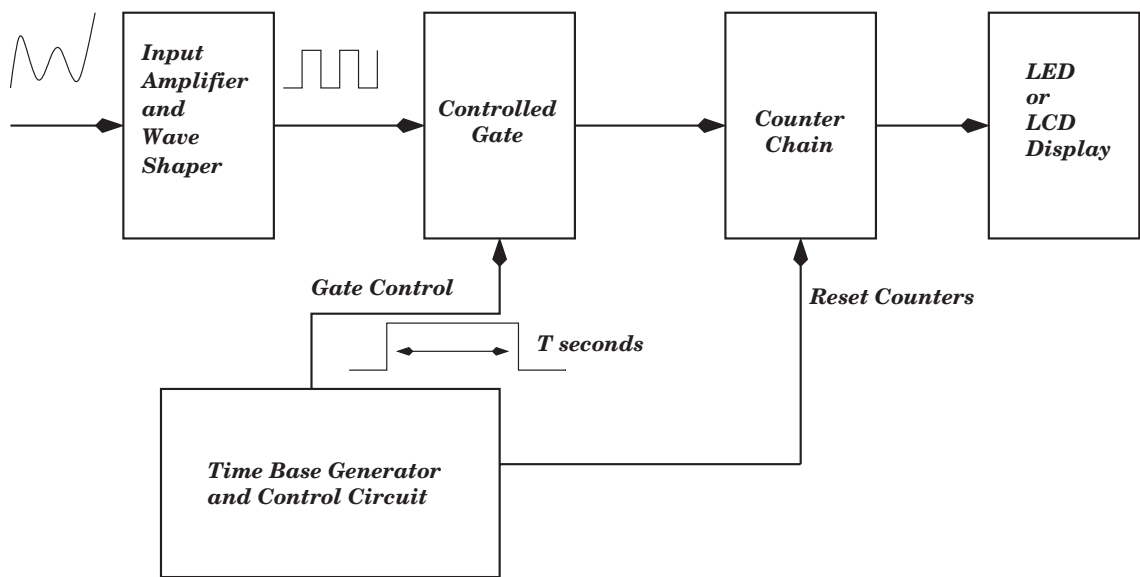 Input
Amplifier
and
Wave
Shaper
Controlled
Gate
Counter
Chain
LED
or
LCD
Display
Gate Control
Reset Counters
T seconds
Time Base Generator
and Control Circuit